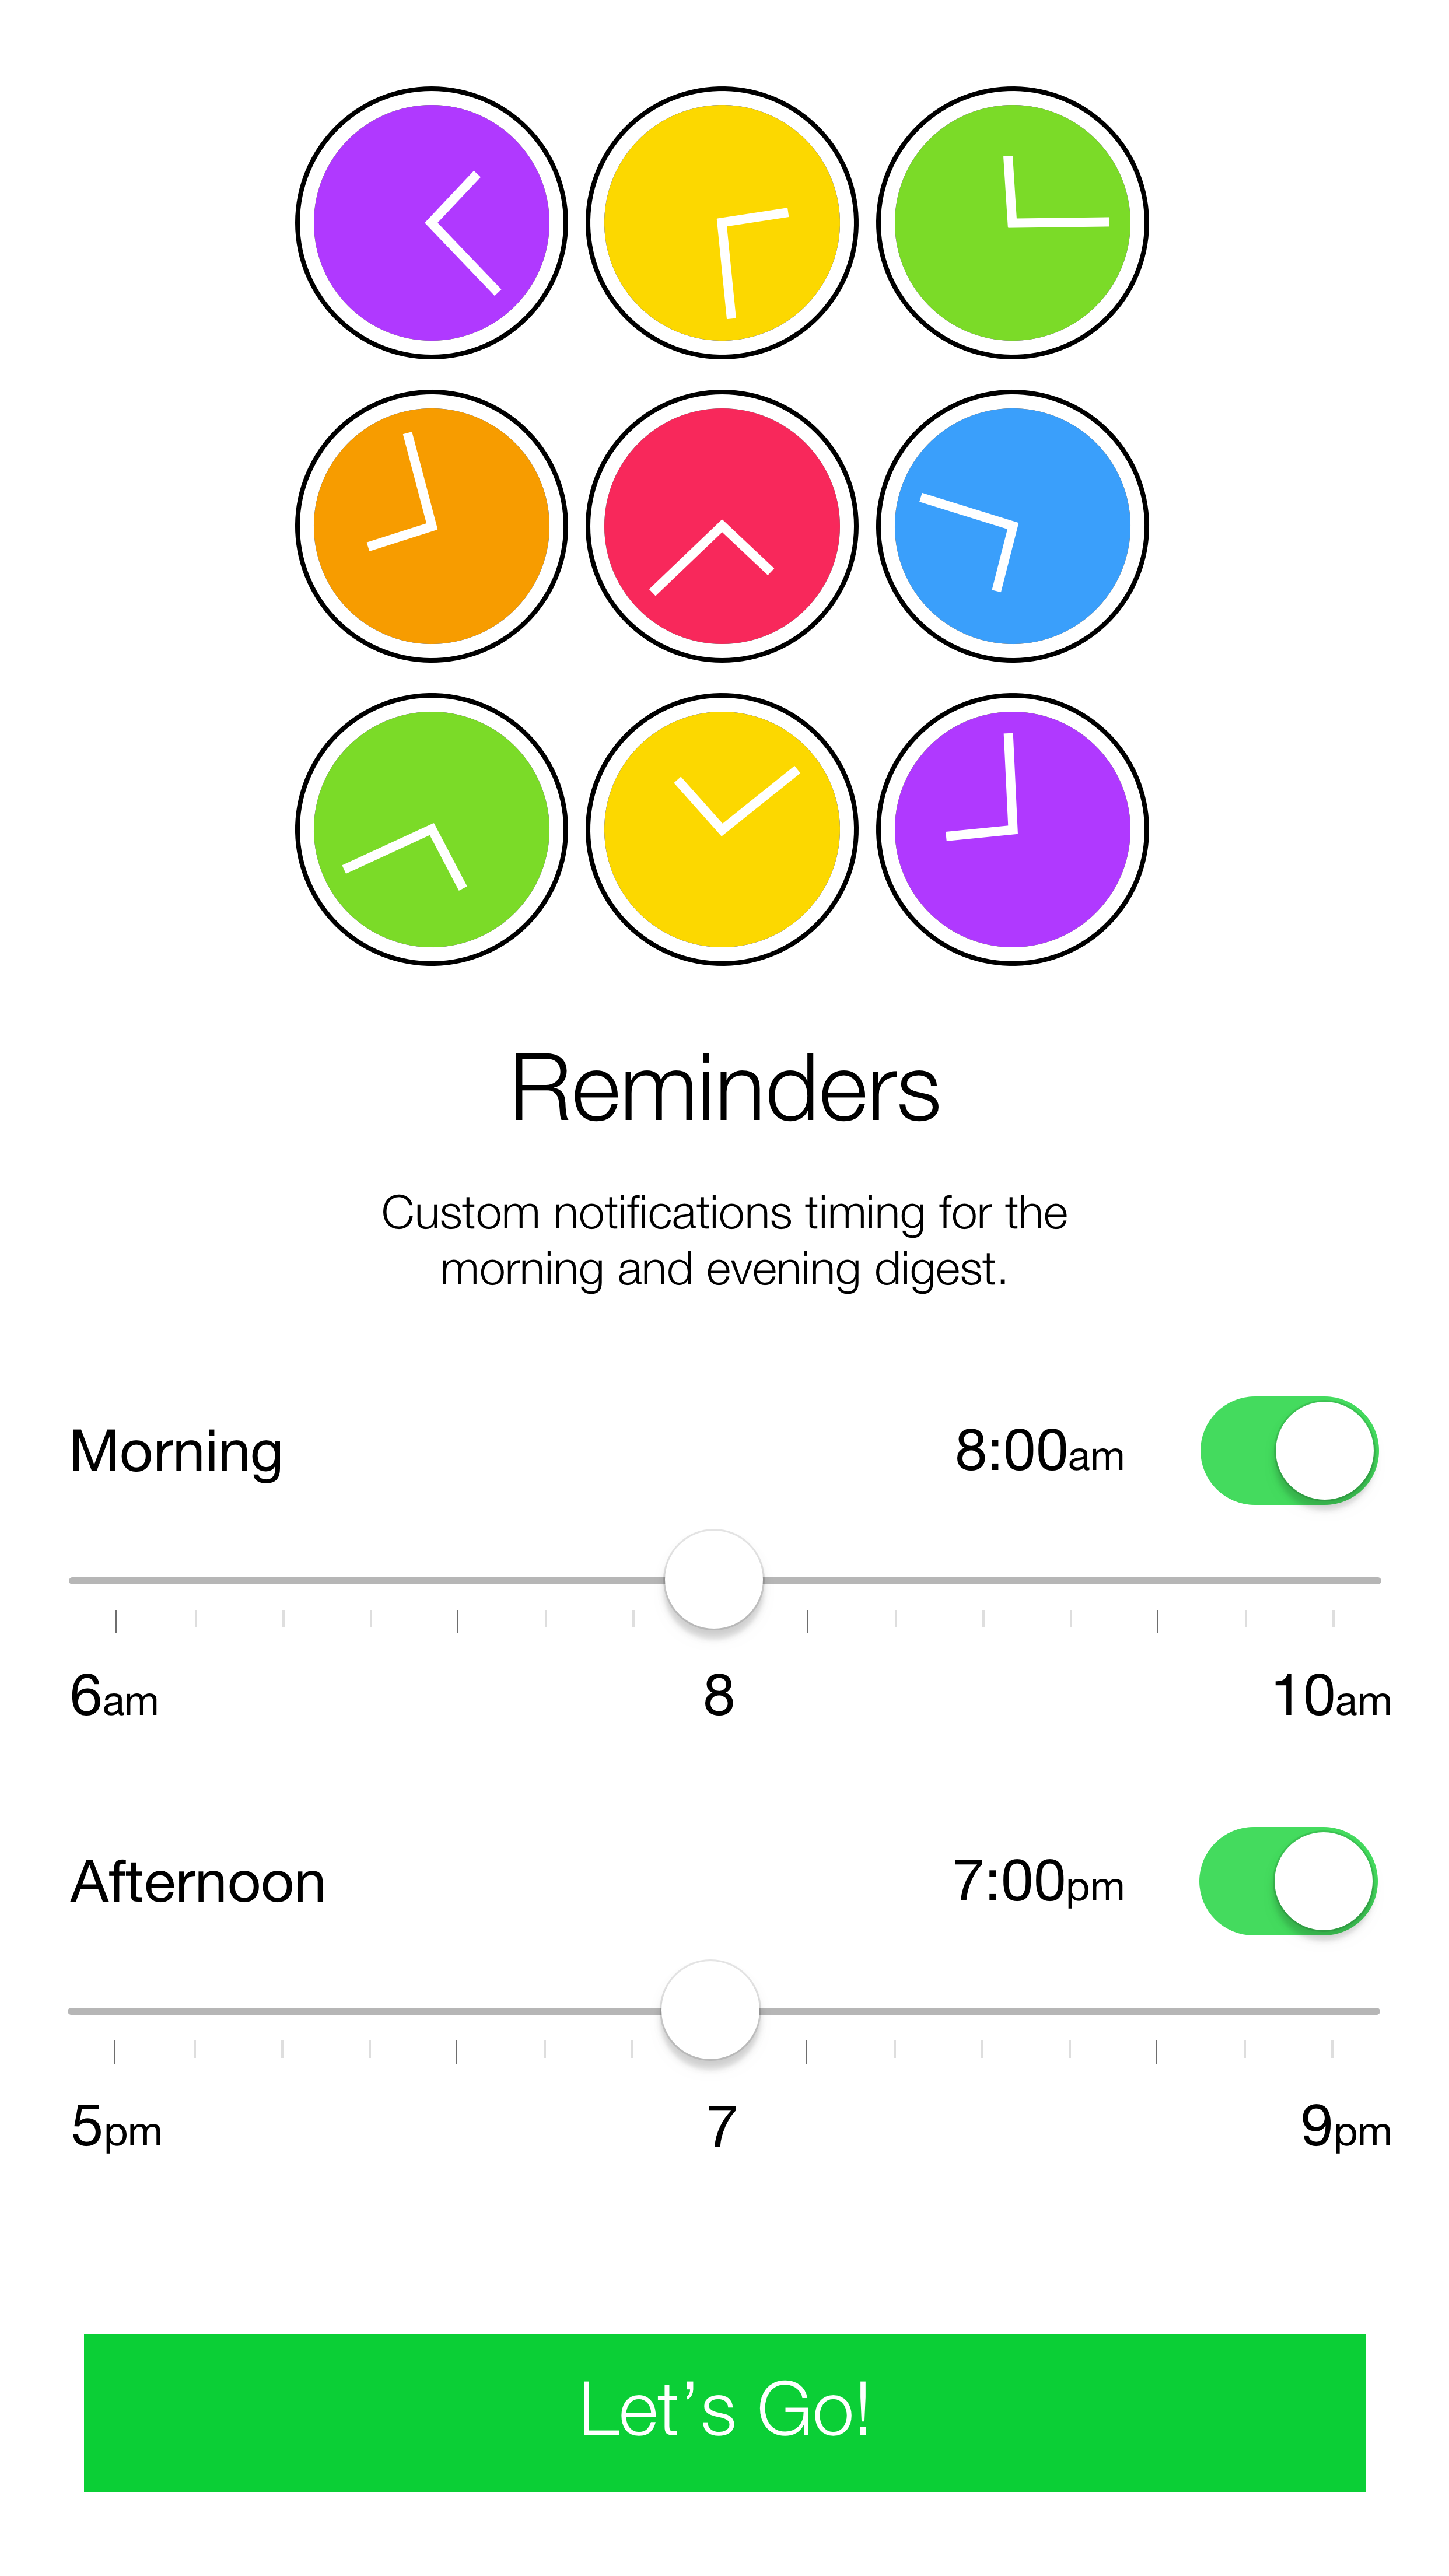 Reminders
Custom notifications timing for the
morning and evening digest.
Morning 8:00am
6am 8 10am
Afternoon 7:00pm
5pm 7 9pm
Let’s Go!